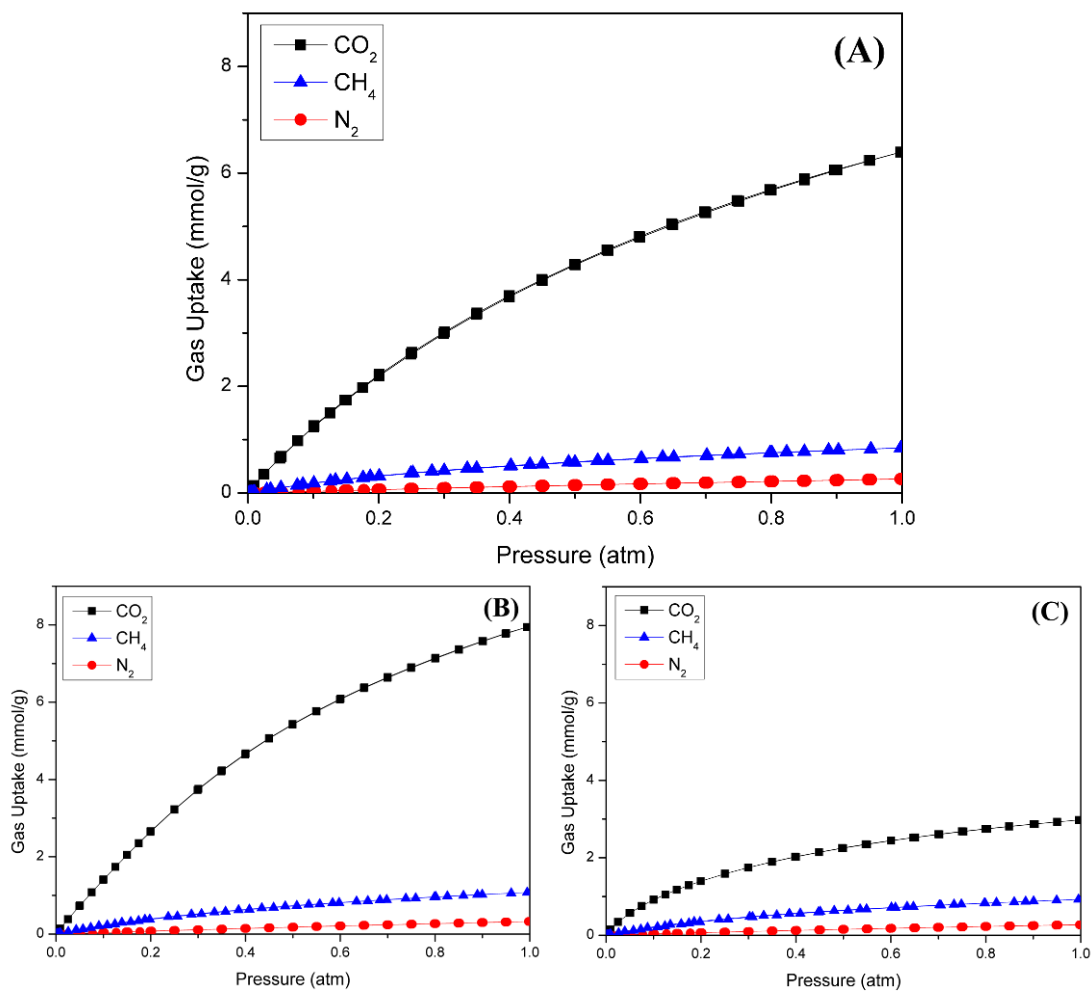 (A)
CO₂
CH₄
N₂
Gas Uptake (mmol/g)
8
6
4
2
0
0.0 0.2 0.4 0.6 0.8 1.0
Pressure (atm)
(B)
CO₂
CH₄
N₂
Gas Uptake (mmol/g)
8
6
4
2
0
0.0 0.2 0.4 0.6 0.8 1.0
Pressure (atm)
(C)
CO₂
CH₄
N₂
Gas Uptake (mmol/g)
8
6
4
2
0
0.0 0.2 0.4 0.6 0.8 1.0
Pressure (atm)